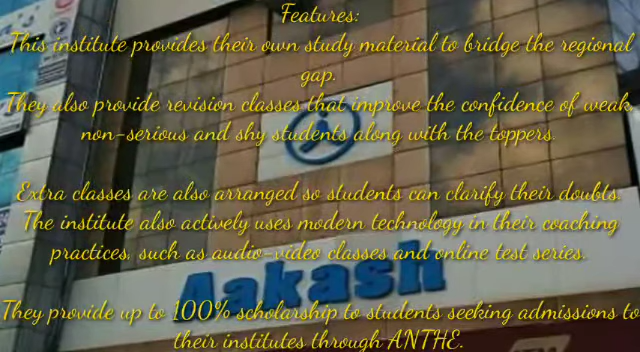 Features:
This institute provides their own study material to bridge the regional
gap.
They also provide revision classes that improve the confidence of weak,
non-serious and shy students along with the toppers.
Extra classes are also arranged so students can clarify their doubts.
The institute also actively uses modern technology in their coaching
practices, such as audio-video classes and online test series.
Aakash
They provide up to 100% scholarship to students seeking admissions to
their institutes through ANTHE.